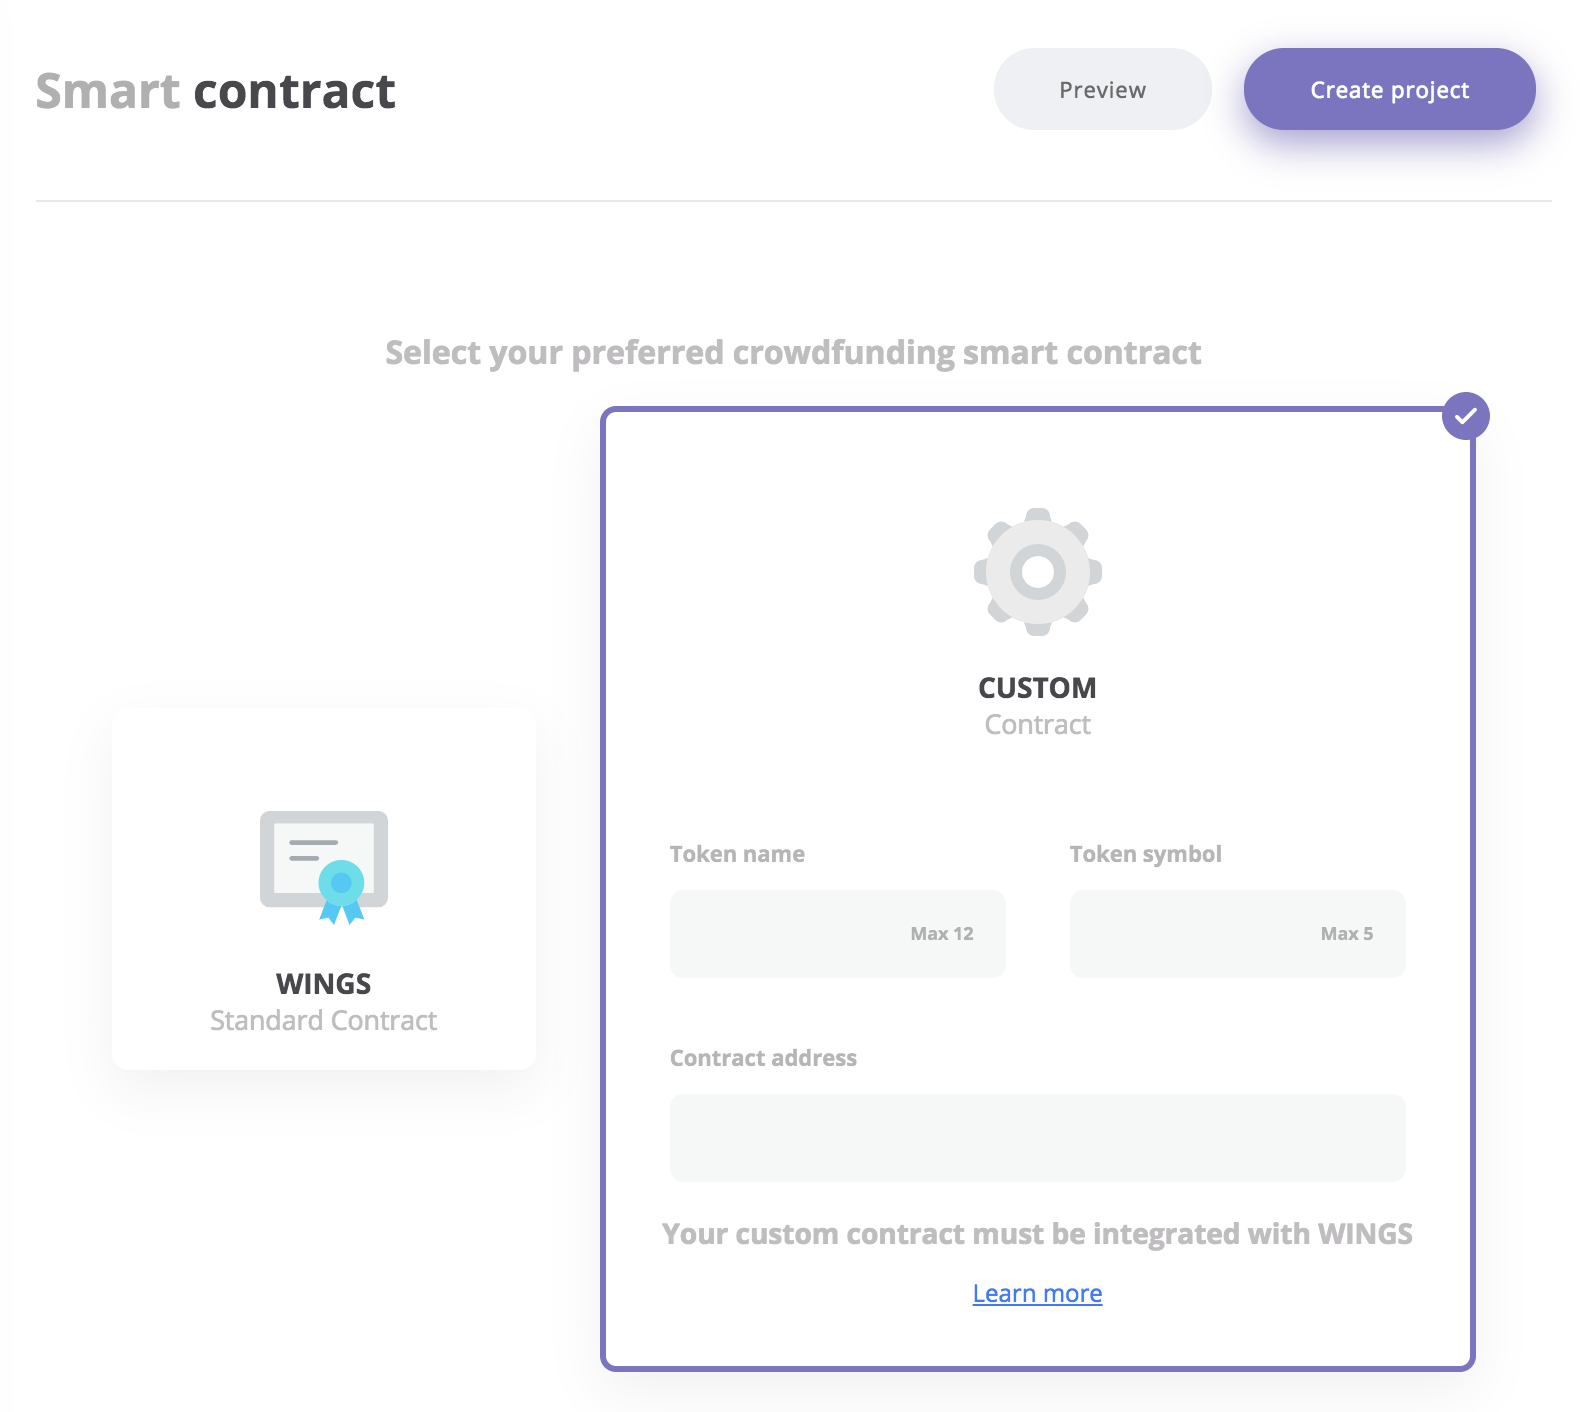 Smart contract
Preview
Create project
Select your preferred crowdfunding smart contract
WINGS
Standard Contract
CUSTOM
Contract
Token name
Token symbol
Max 12
Max 5
Contract address
Your custom contract must be integrated with WINGS
Learn more